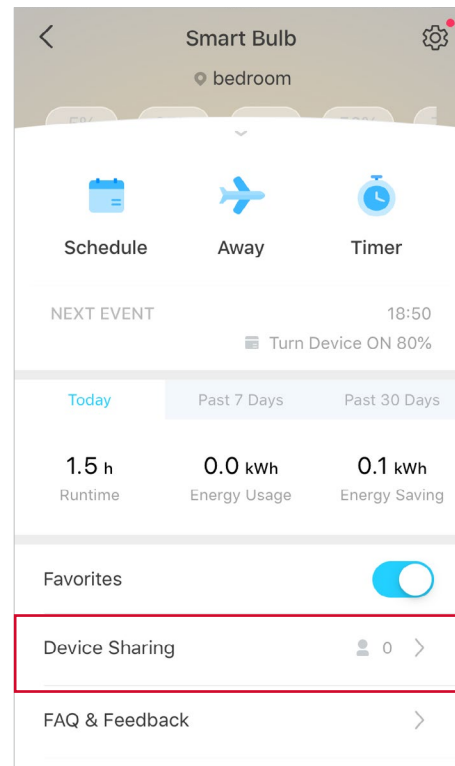 Smart Bulb
bedroom
Schedule Away Timer
NEXT EVENT 18:50
Turn Device ON 80%
Today Past 7 Days Past 30 Days
1.5 h 0.0 kWh 0.1 kWh
Runtime Energy Usage Energy Saving
Favorites
Device Sharing 0
FAQ & Feedback